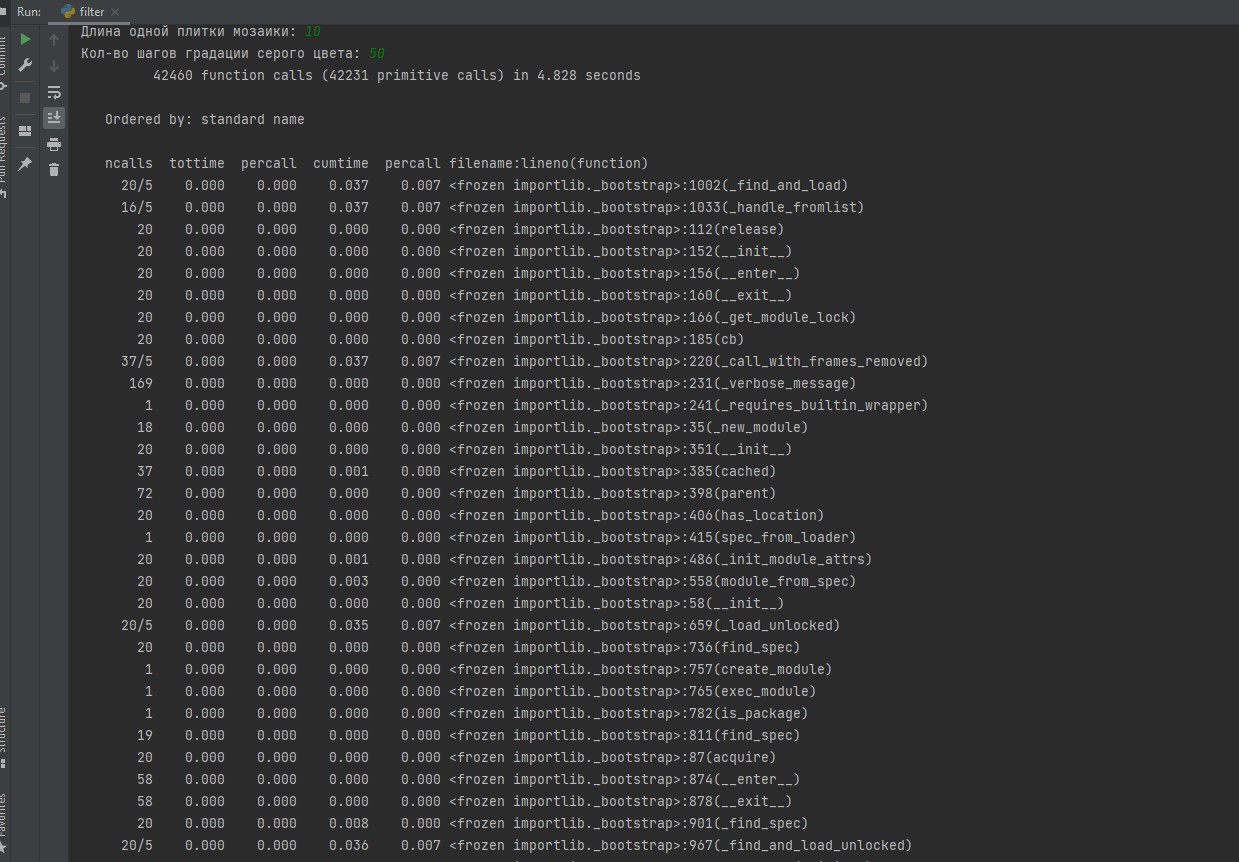 Run: filter
Длина одной плитки мозаики: 10
Кол-во шагов градации серого цвета: 50
42460 function calls (42231 primitive calls) in 4.828 seconds
Ordered by: standard name
ncalls tottime percall cumtime percall filename:lineno(function)
20/5 0.000 0.000 0.037 0.007 <frozen importlib._bootstrap>:1002(_find_and_load)
16/5 0.000 0.000 0.037 0.007 <frozen importlib._bootstrap>:1033(_handle_fromlist)
20 0.000 0.000 0.000 0.000 <frozen importlib._bootstrap>:112(release)
20 0.000 0.000 0.000 0.000 <frozen importlib._bootstrap>:152(__init__)
20 0.000 0.000 0.000 0.000 <frozen importlib._bootstrap>:156(__enter__)
20 0.000 0.000 0.000 0.000 <frozen importlib._bootstrap>:160(__exit__)
20 0.000 0.000 0.000 0.000 <frozen importlib._bootstrap>:166(_get_module_lock)
20 0.000 0.000 0.000 0.000 <frozen importlib._bootstrap>:185(cb)
37/5 0.000 0.000 0.037 0.007 <frozen importlib._bootstrap>:220(_call_with_frames_removed)
169 0.000 0.000 0.000 0.000 <frozen importlib._bootstrap>:231(_verbose_message)
1 0.000 0.000 0.000 0.000 <frozen importlib._bootstrap>:241(_requires_builtin_wrapper)
18 0.000 0.000 0.000 0.000 <frozen importlib._bootstrap>:35(_new_module)
20 0.000 0.000 0.000 0.000 <frozen importlib._bootstrap>:351(__init__)
37 0.000 0.000 0.001 0.000 <frozen importlib._bootstrap>:385(cached)
72 0.000 0.000 0.000 0.000 <frozen importlib._bootstrap>:398(parent)
20 0.000 0.000 0.000 0.000 <frozen importlib._bootstrap>:406(has_location)
1 0.000 0.000 0.000 0.000 <frozen importlib._bootstrap>:415(spec_from_loader)
20 0.000 0.000 0.001 0.000 <frozen importlib._bootstrap>:486(_init_module_attrs)
20 0.000 0.000 0.003 0.000 <frozen importlib._bootstrap>:558(module_from_spec)
20 0.000 0.000 0.000 0.000 <frozen importlib._bootstrap>:58(__init__)
20/5 0.000 0.000 0.035 0.007 <frozen importlib._bootstrap>:659(_load_unlocked)
20 0.000 0.000 0.000 0.000 <frozen importlib._bootstrap>:736(find_spec)
1 0.000 0.000 0.000 0.000 <frozen importlib._bootstrap>:757(create_module)
1 0.000 0.000 0.000 0.000 <frozen importlib._bootstrap>:765(exec_module)
1 0.000 0.000 0.000 0.000 <frozen importlib._bootstrap>:782(is_package)
19 0.000 0.000 0.000 0.000 <frozen importlib._bootstrap>:811(find_spec)
20 0.000 0.000 0.000 0.000 <frozen importlib._bootstrap>:87(acquire)
58 0.000 0.000 0.000 0.000 <frozen importlib._bootstrap>:874(__enter__)
58 0.000 0.000 0.000 0.000 <frozen importlib._bootstrap>:878(__exit__)
20 0.000 0.000 0.008 0.000 <frozen importlib._bootstrap>:901(_find_spec)
20/5 0.000 0.000 0.036 0.007 <frozen importlib._bootstrap>:967(_find_and_load_unlocked)